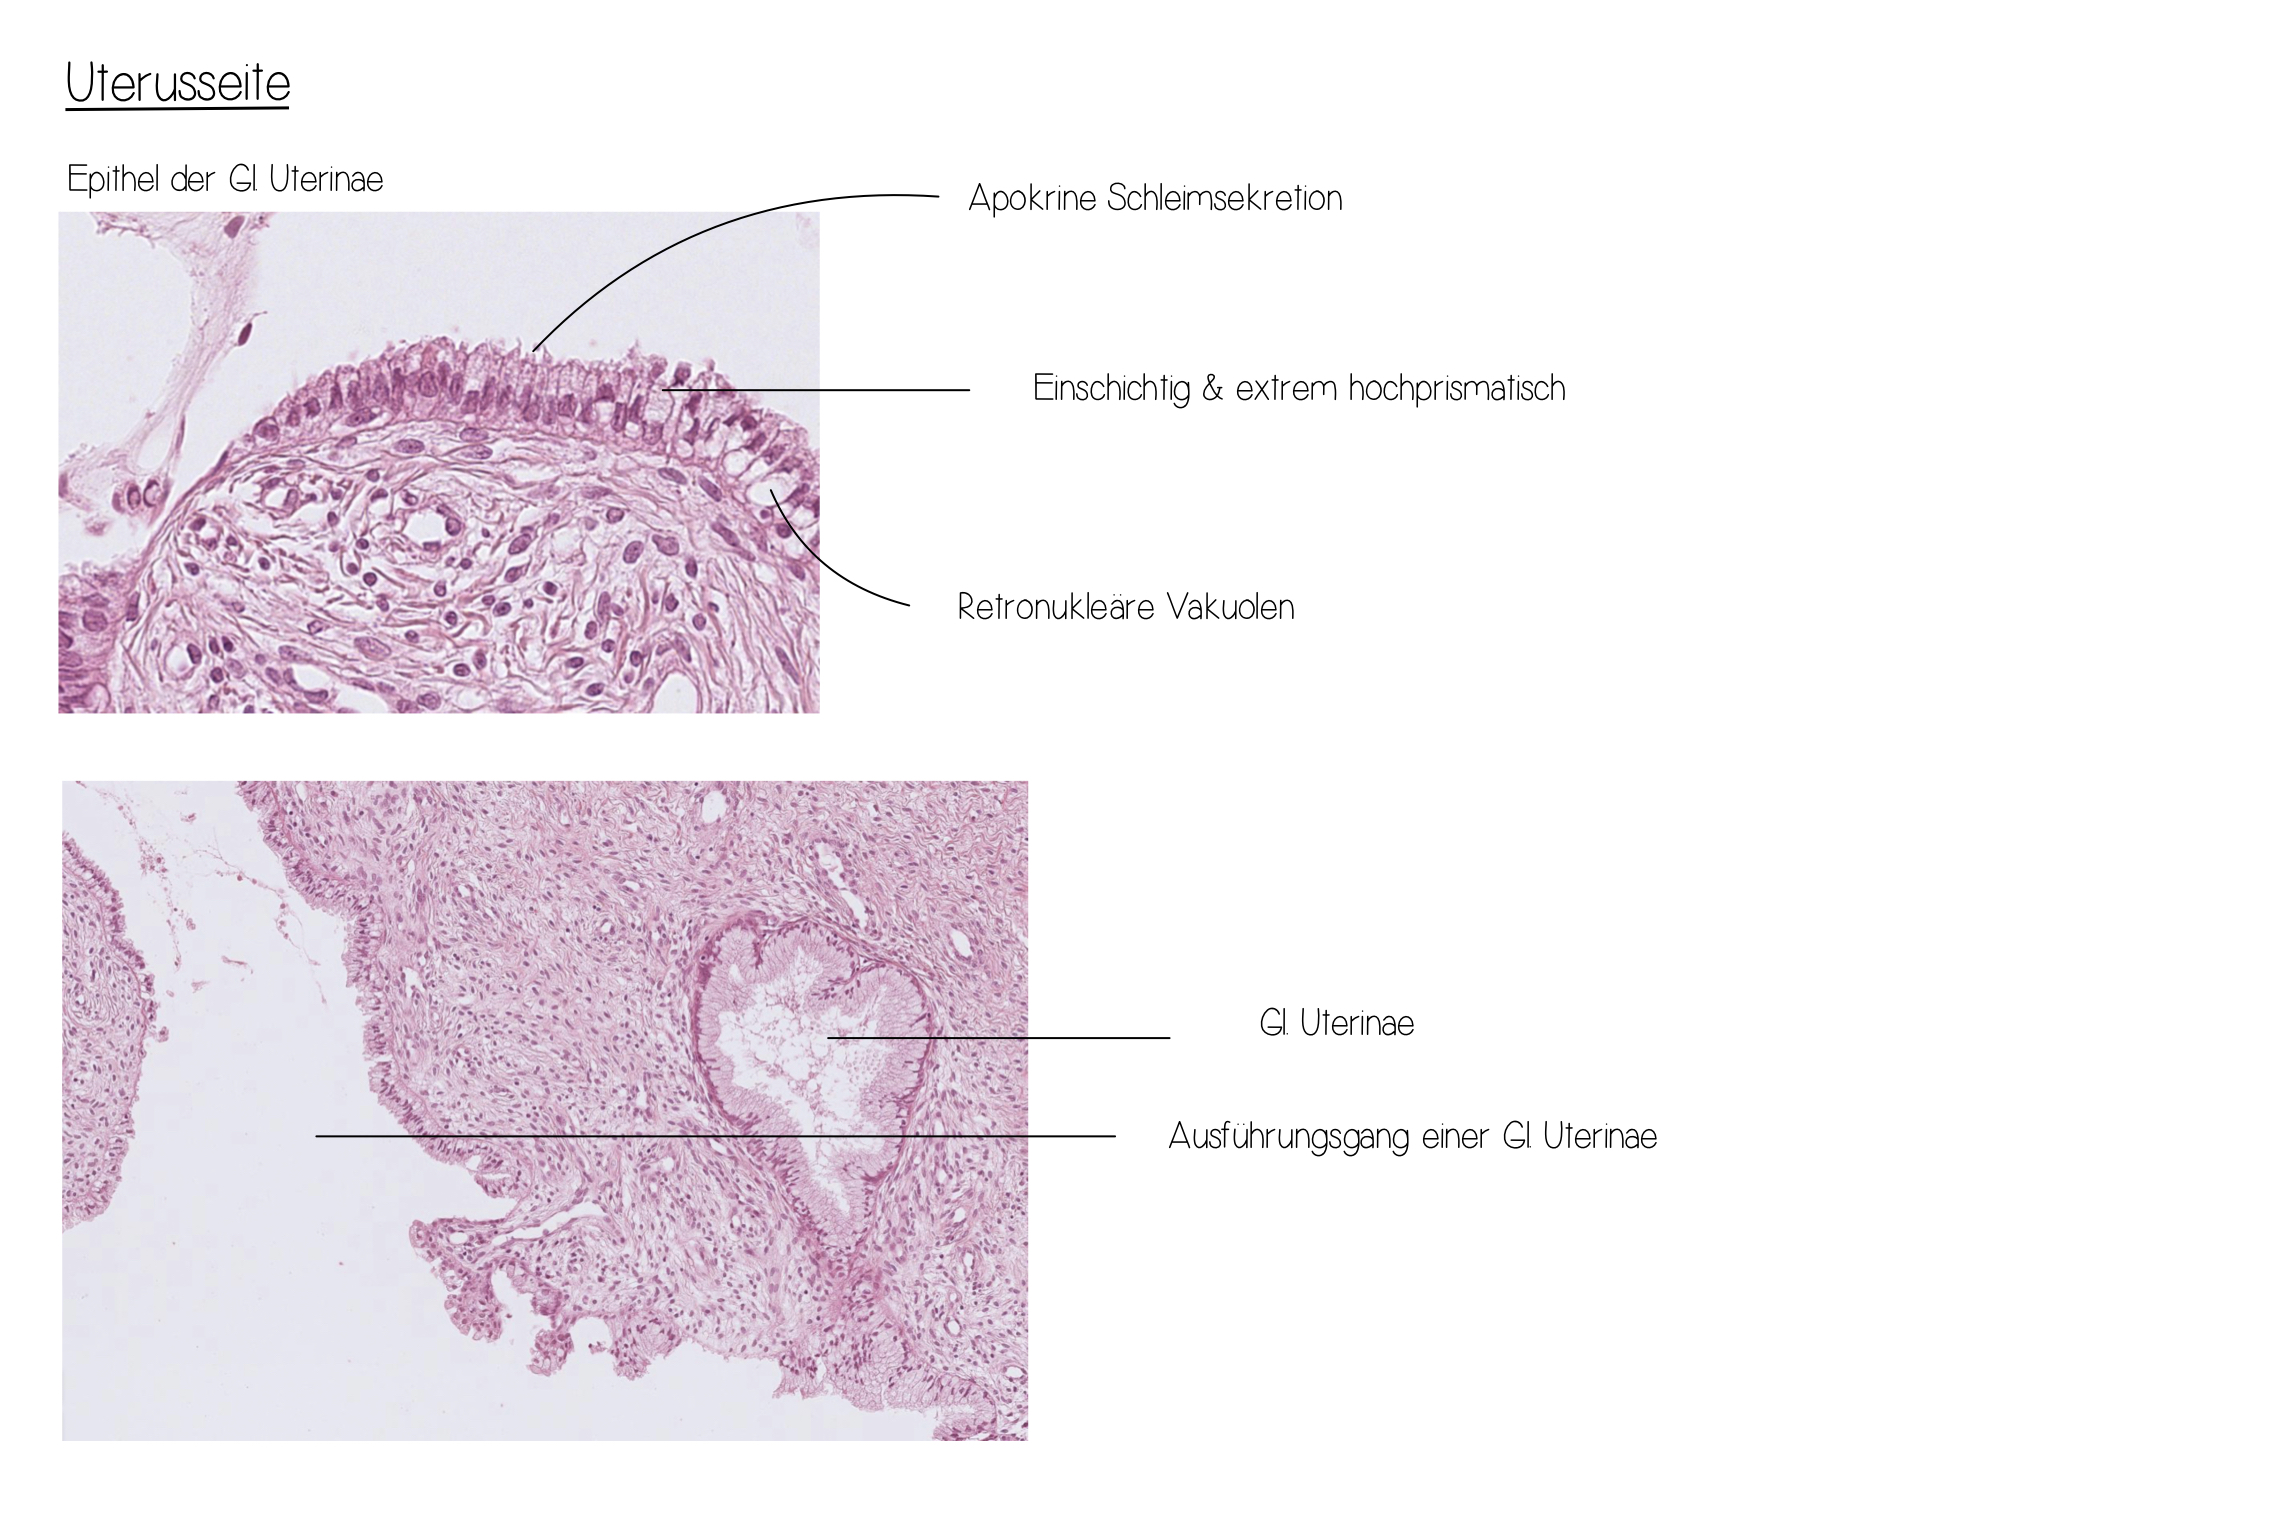 Uterusseite
Epithel der Gl. Uterinae
Apokrine Schleimsekretion
Einschichtig & extrem hochprismatisch
Retronukleäre Vakuolen
Gl. Uterinae
Ausführungsgang einer Gl. Uterinae